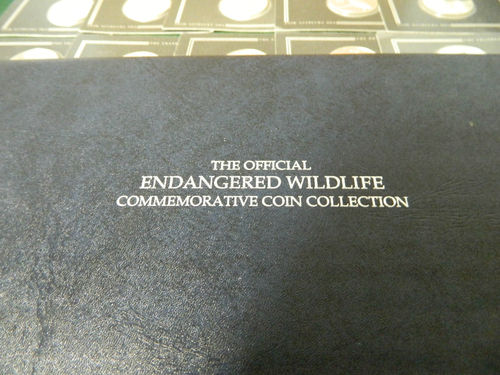 THE OFFICIAL
ENDANGERED WILDLIFE
COMMEMORATIVE COIN COLLECTION